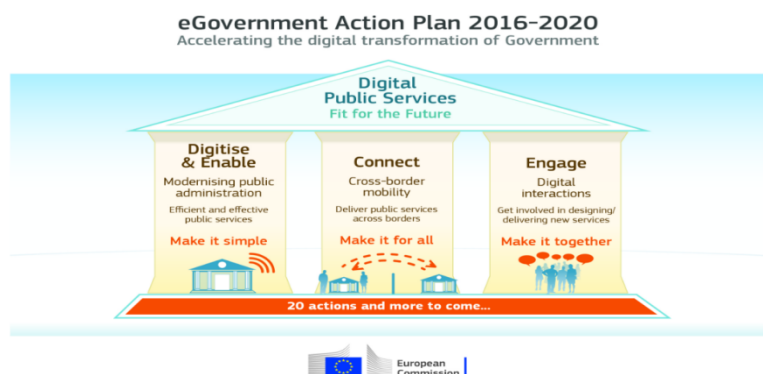 eGovernment Action Plan 2016-2020
Accelerating the digital transformation of Government
Digital
Public Services
Fit for the Future
Digitise
& Enable
Modernising public
administration
Efficient and effective
public services
Make it simple
Connect
Cross-border
mobility
Deliver public services
across borders
Make it for all
Engage
Digital
interactions
Get involved in designing/
delivering new services
Make it together
20 actions and more to come...
European
Commission